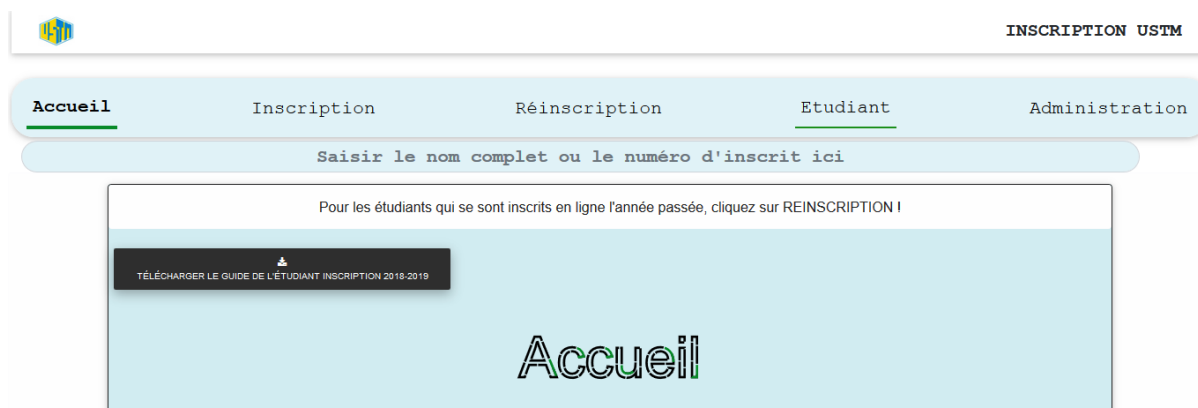 USTM
INSCRIPTION USTM
Accueil Inscription Réinscription Etudiant Administration
Saisir le nom complet ou le numéro d'inscrit ici
Pour les étudiants qui se sont inscrits en ligne l'année passée, cliquez sur REINSCRIPTION !
TÉLÉCHARGER LE GUIDE DE L'ÉTUDIANT INSCRIPTION 2018-2019
Accueil